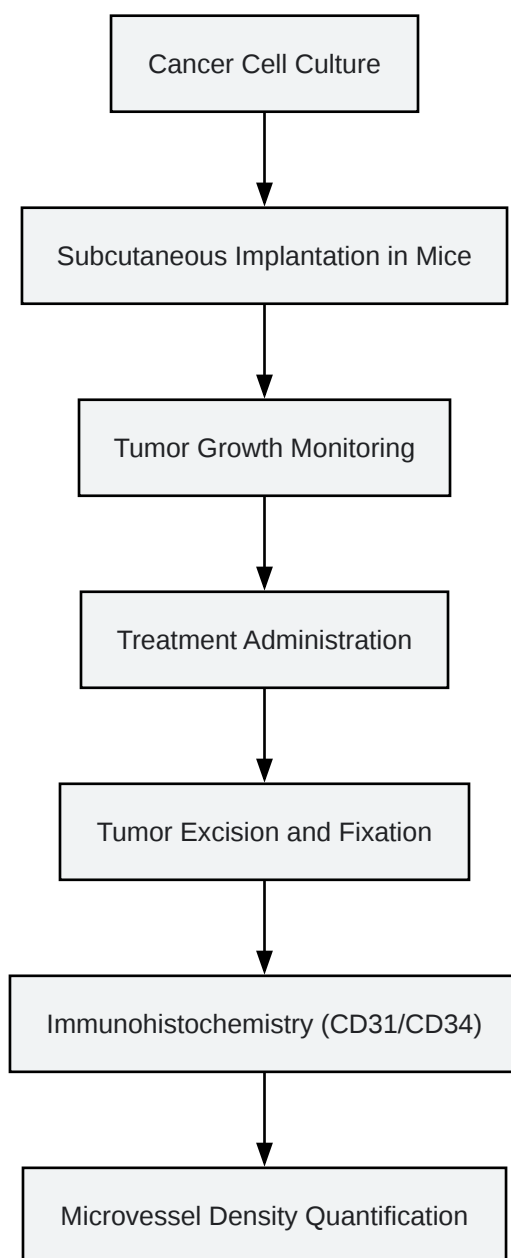 Cancer Cell Culture
Subcutaneous Implantation in Mice
Tumor Growth Monitoring
Treatment Administration
Tumor Excision and Fixation
Immunohistochemistry (CD31/CD34)
Microvessel Density Quantification